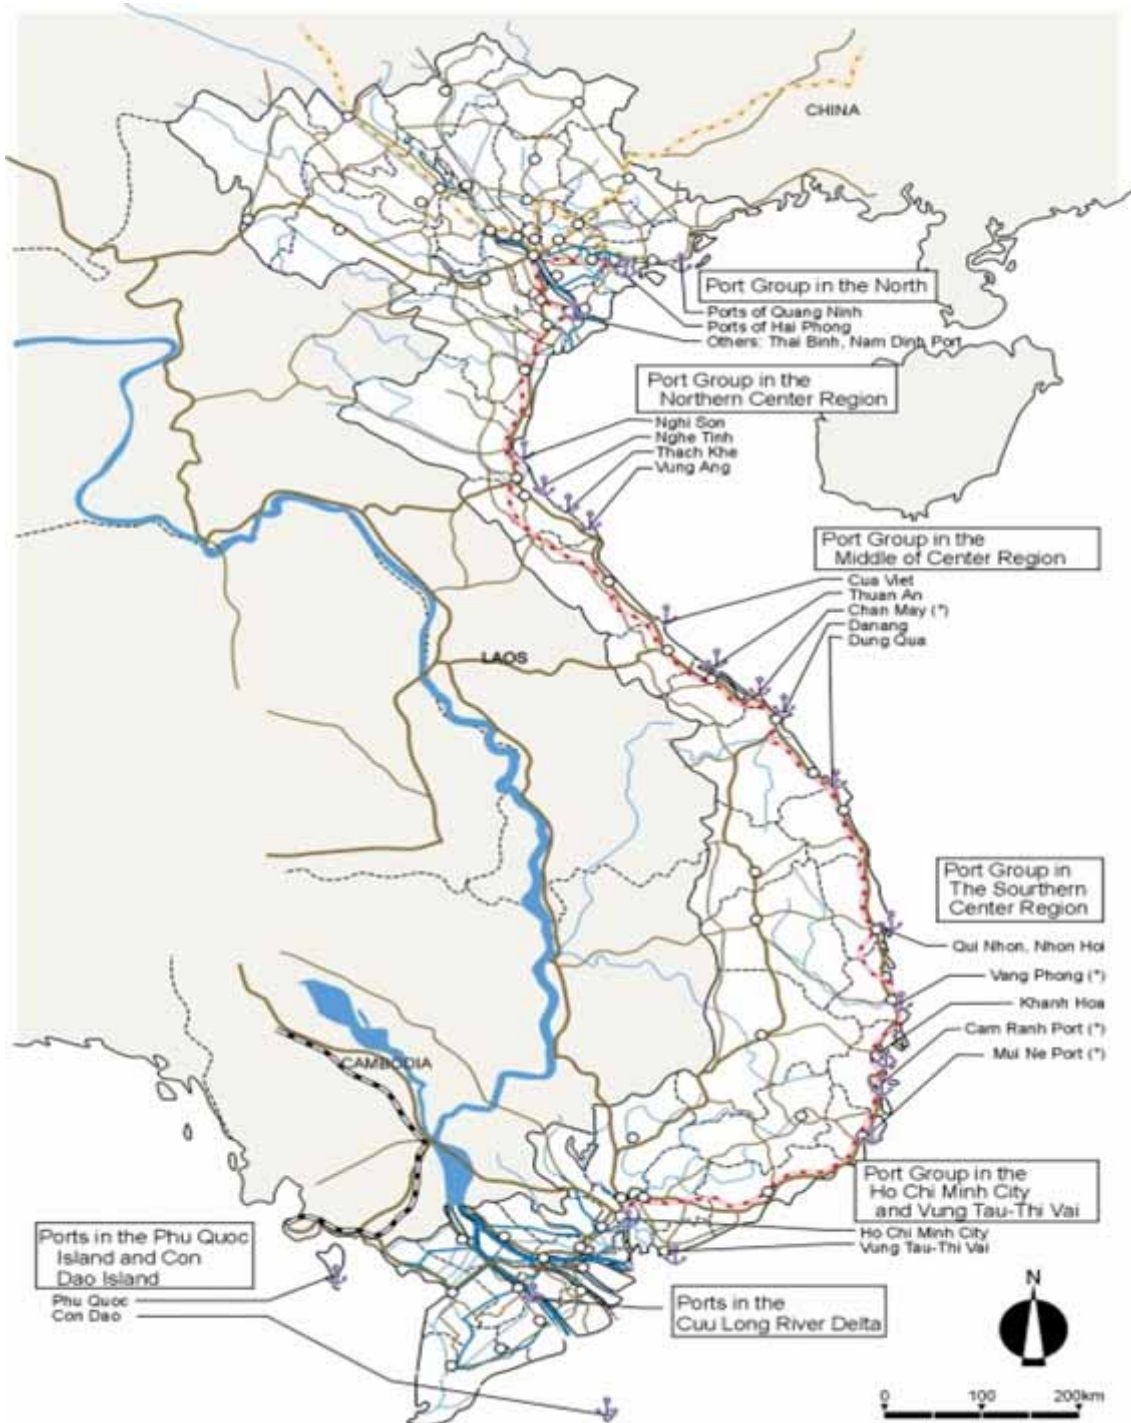 CHINA
Port Group in the North
Ports of Quang Ninh
Ports of Hai Phong
Others: Thai Binh, Nam Dinh Port
Port Group in the
Northern Center Region
Nghi Son
Nghe Tinh
Thach Khe
Vung Ang
Port Group in the
Middle of Center Region
Cua Viet
Thuan An
Chan May (*)
Danang
Dung Qua
LAOS
Port Group in
The Sourthern
Center Region
Qui Nhon, Nhon Hoi
Vang Phong (*)
Khanh Hoa
Cam Ranh Port (*)
Mui Ne Port (*)
CAMBODIA
Port Group in the
Ho Chi Minh City
and Vung Tau-Thi Vai
Ho Chi Minh City
Vung Tau-Thi Vai
Ports in the Phu Quoc
Island and Con
Dao Island
Phu Quoc
Con Dao
Ports in the
Cuu Long River Delta
N
0 100 200km